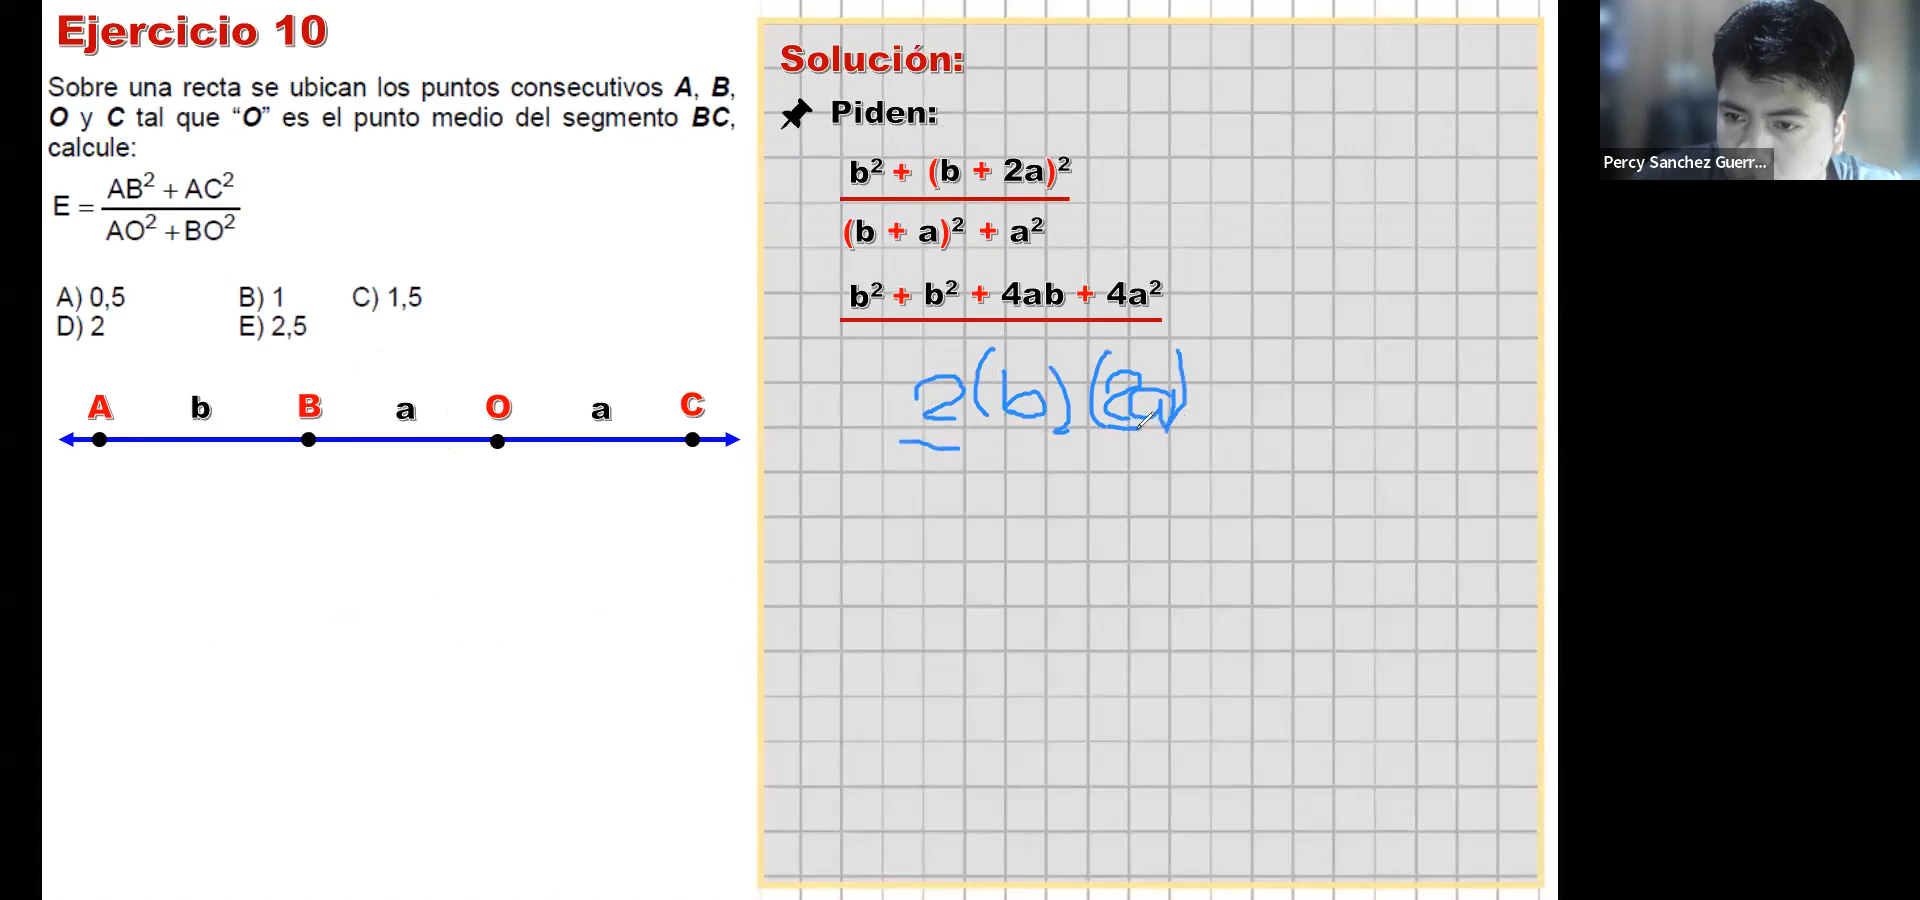 Ejercicio 10
Sobre una recta se ubican los puntos consecutivos A, B,
O y C tal que “O” es el punto medio del segmento BC,
calcule:
E = (AB² + AC²) / (AO² + BO²)
A) 0,5 B) 1 C) 1,5
D) 2 E) 2,5
A b B a O a C
Solución:
Piden:
b² + (b + 2a)²
(b + a)² + a²
b² + b² + 4ab + 4a²
2(b)(2a)
Percy Sanchez Guerr...